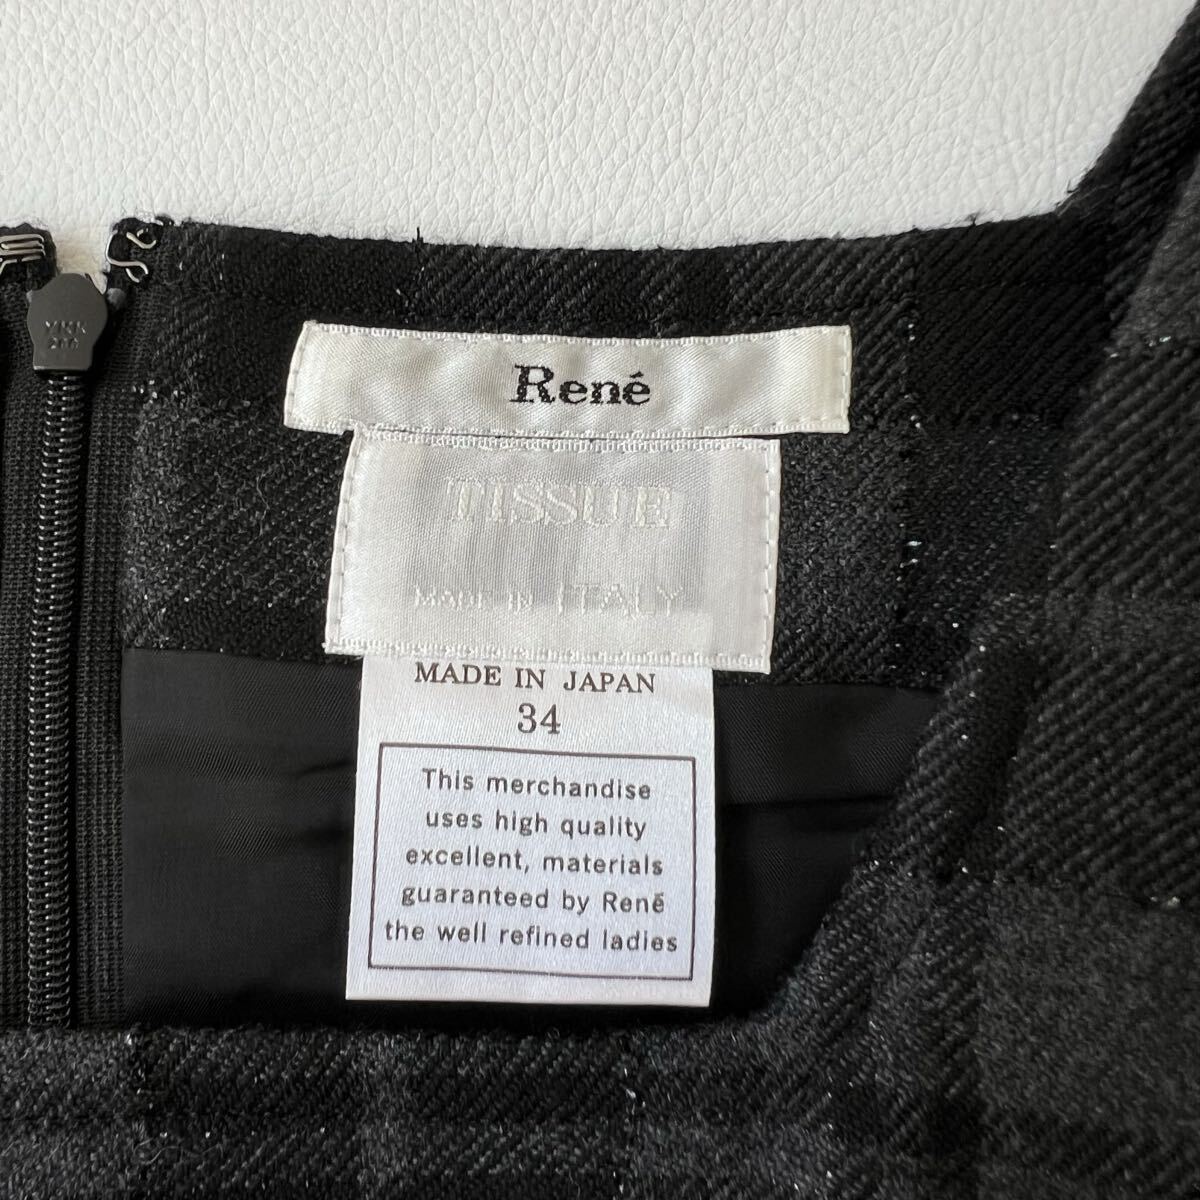 YKK
René
TISSUE
MADE IN ITALY
MADE IN JAPAN
34
This merchandise
uses high quality
excellent, materials
guaranteed by René
the well refined ladies